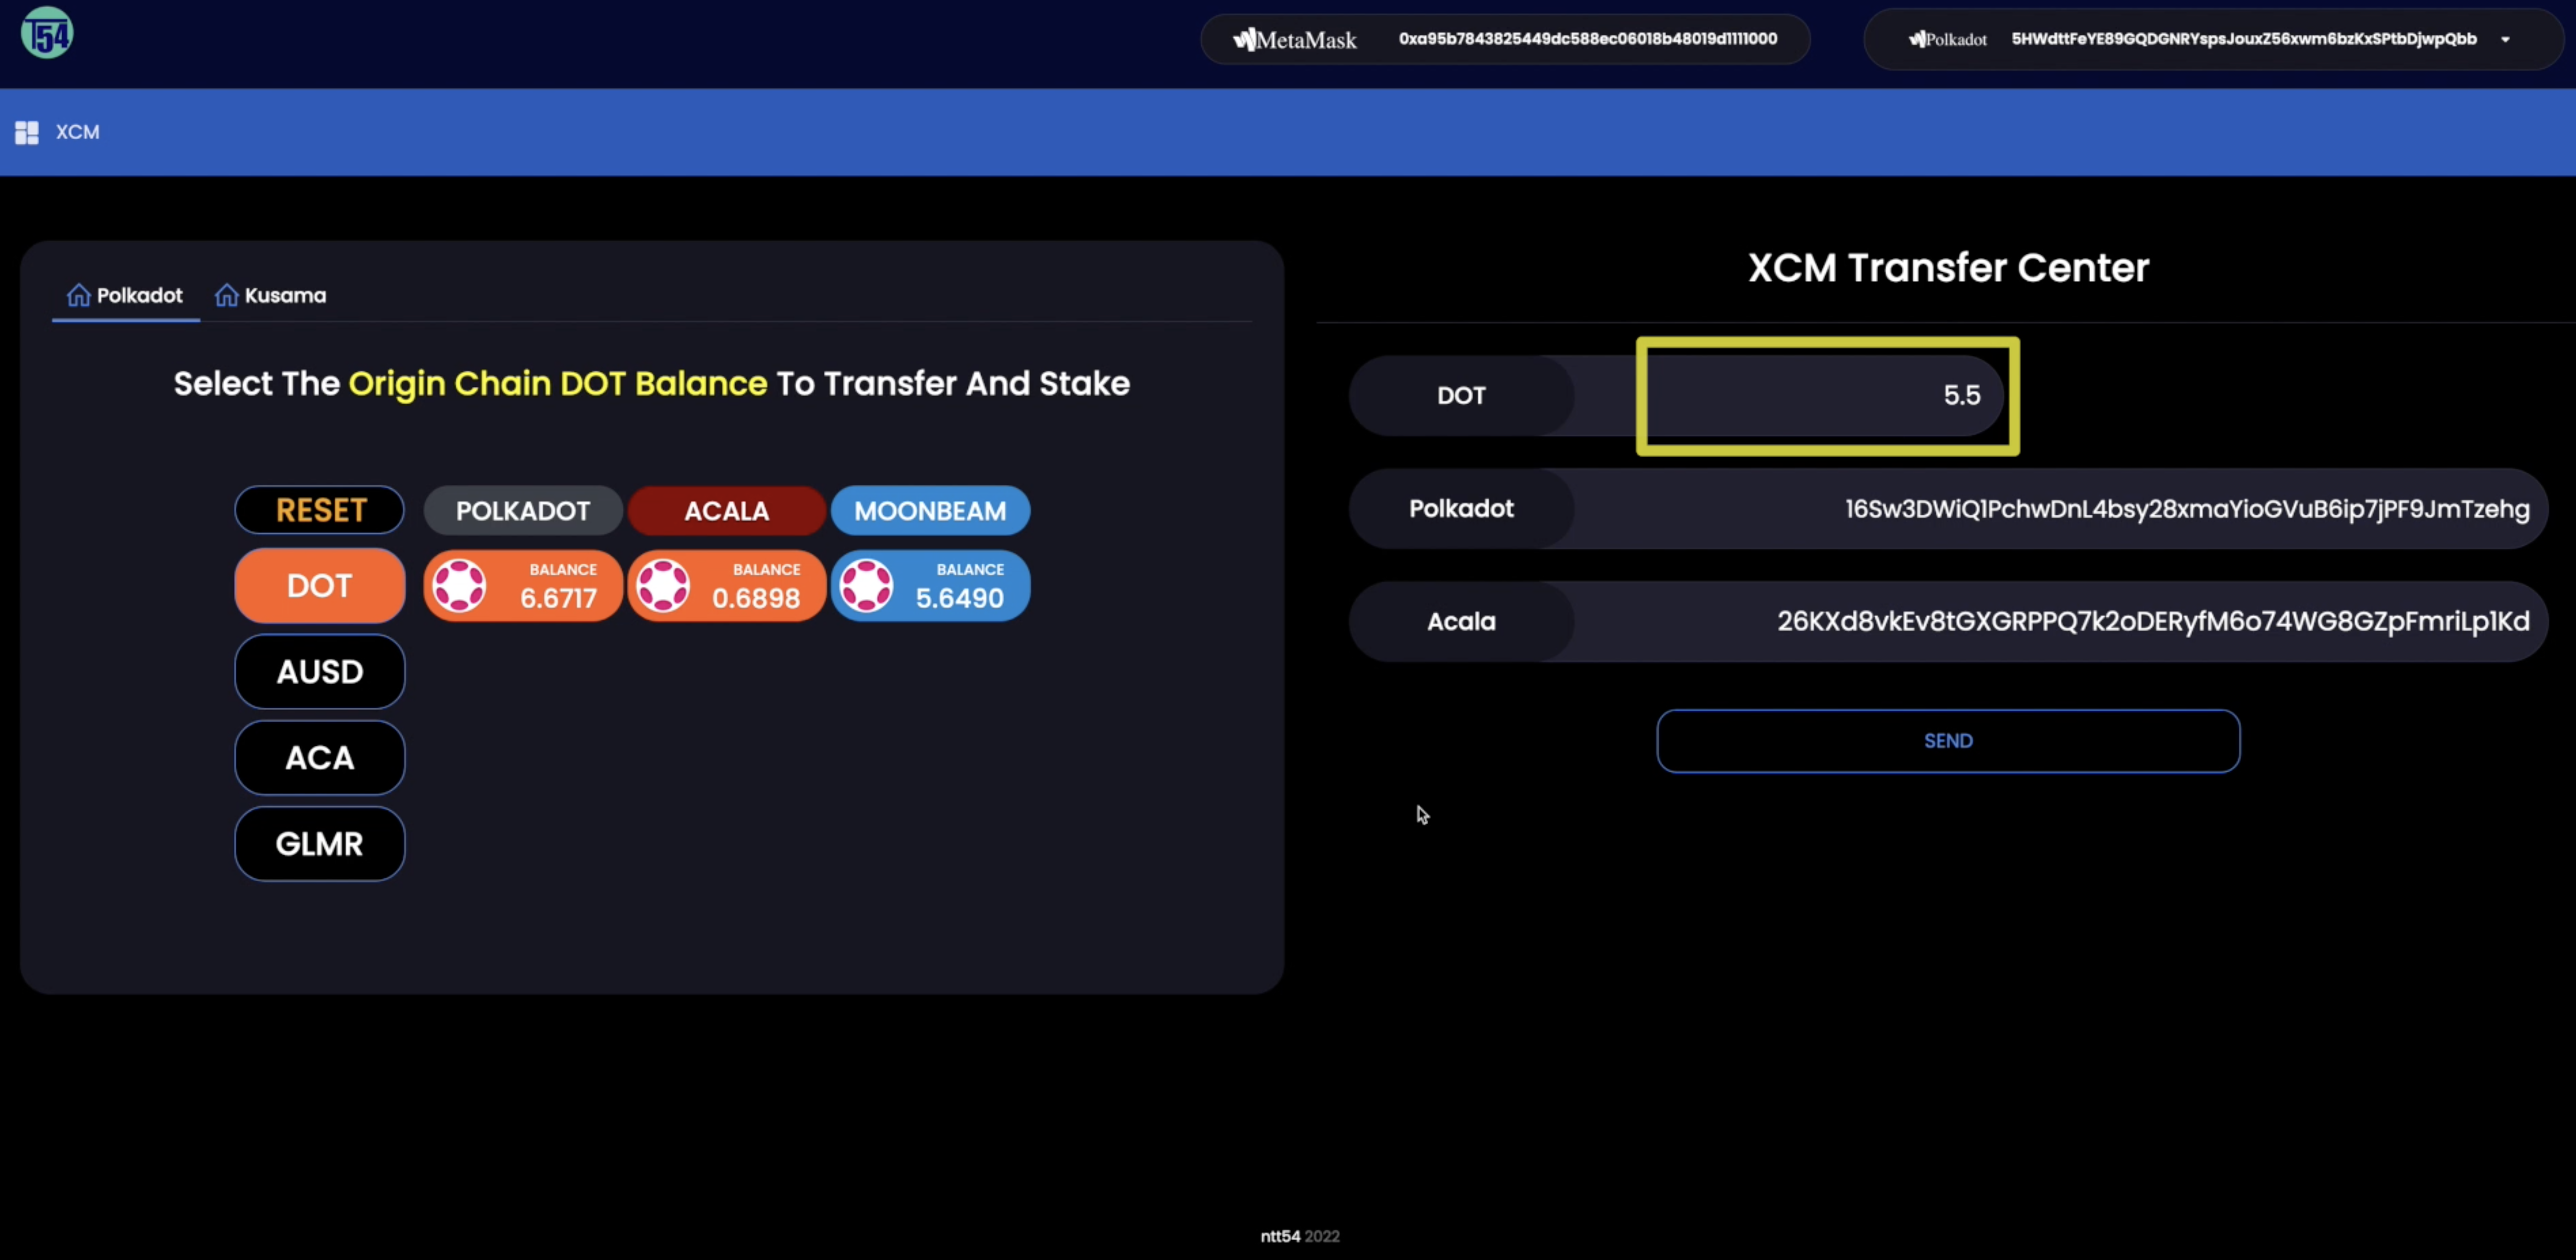 T54
MetaMask 0xa95b7843825449dc588ec06018b48019d1111000
Polkadot 5HWdttFeYE89GQDGNRYspsJouxZ56xwm6bzKxSPtbDjwpQbb
XCM
Polkadot Kusama
Select The Origin Chain DOT Balance To Transfer And Stake
RESET POLKADOT ACALA MOONBEAM
DOT BALANCE 6.6717 BALANCE 0.6898 BALANCE 5.6490
AUSD
ACA
GLMR
XCM Transfer Center
DOT 5.5
Polkadot 16Sw3DWiQ1PchwDnL4bsy28xmaYioGVuB6ip7jPF9JmTzehg
Acala 26KXd8vkEv8tGXGRPPQ7k2oDERyfM6o74WG8GZpFmriLp1Kd
SEND
ntt54 2022